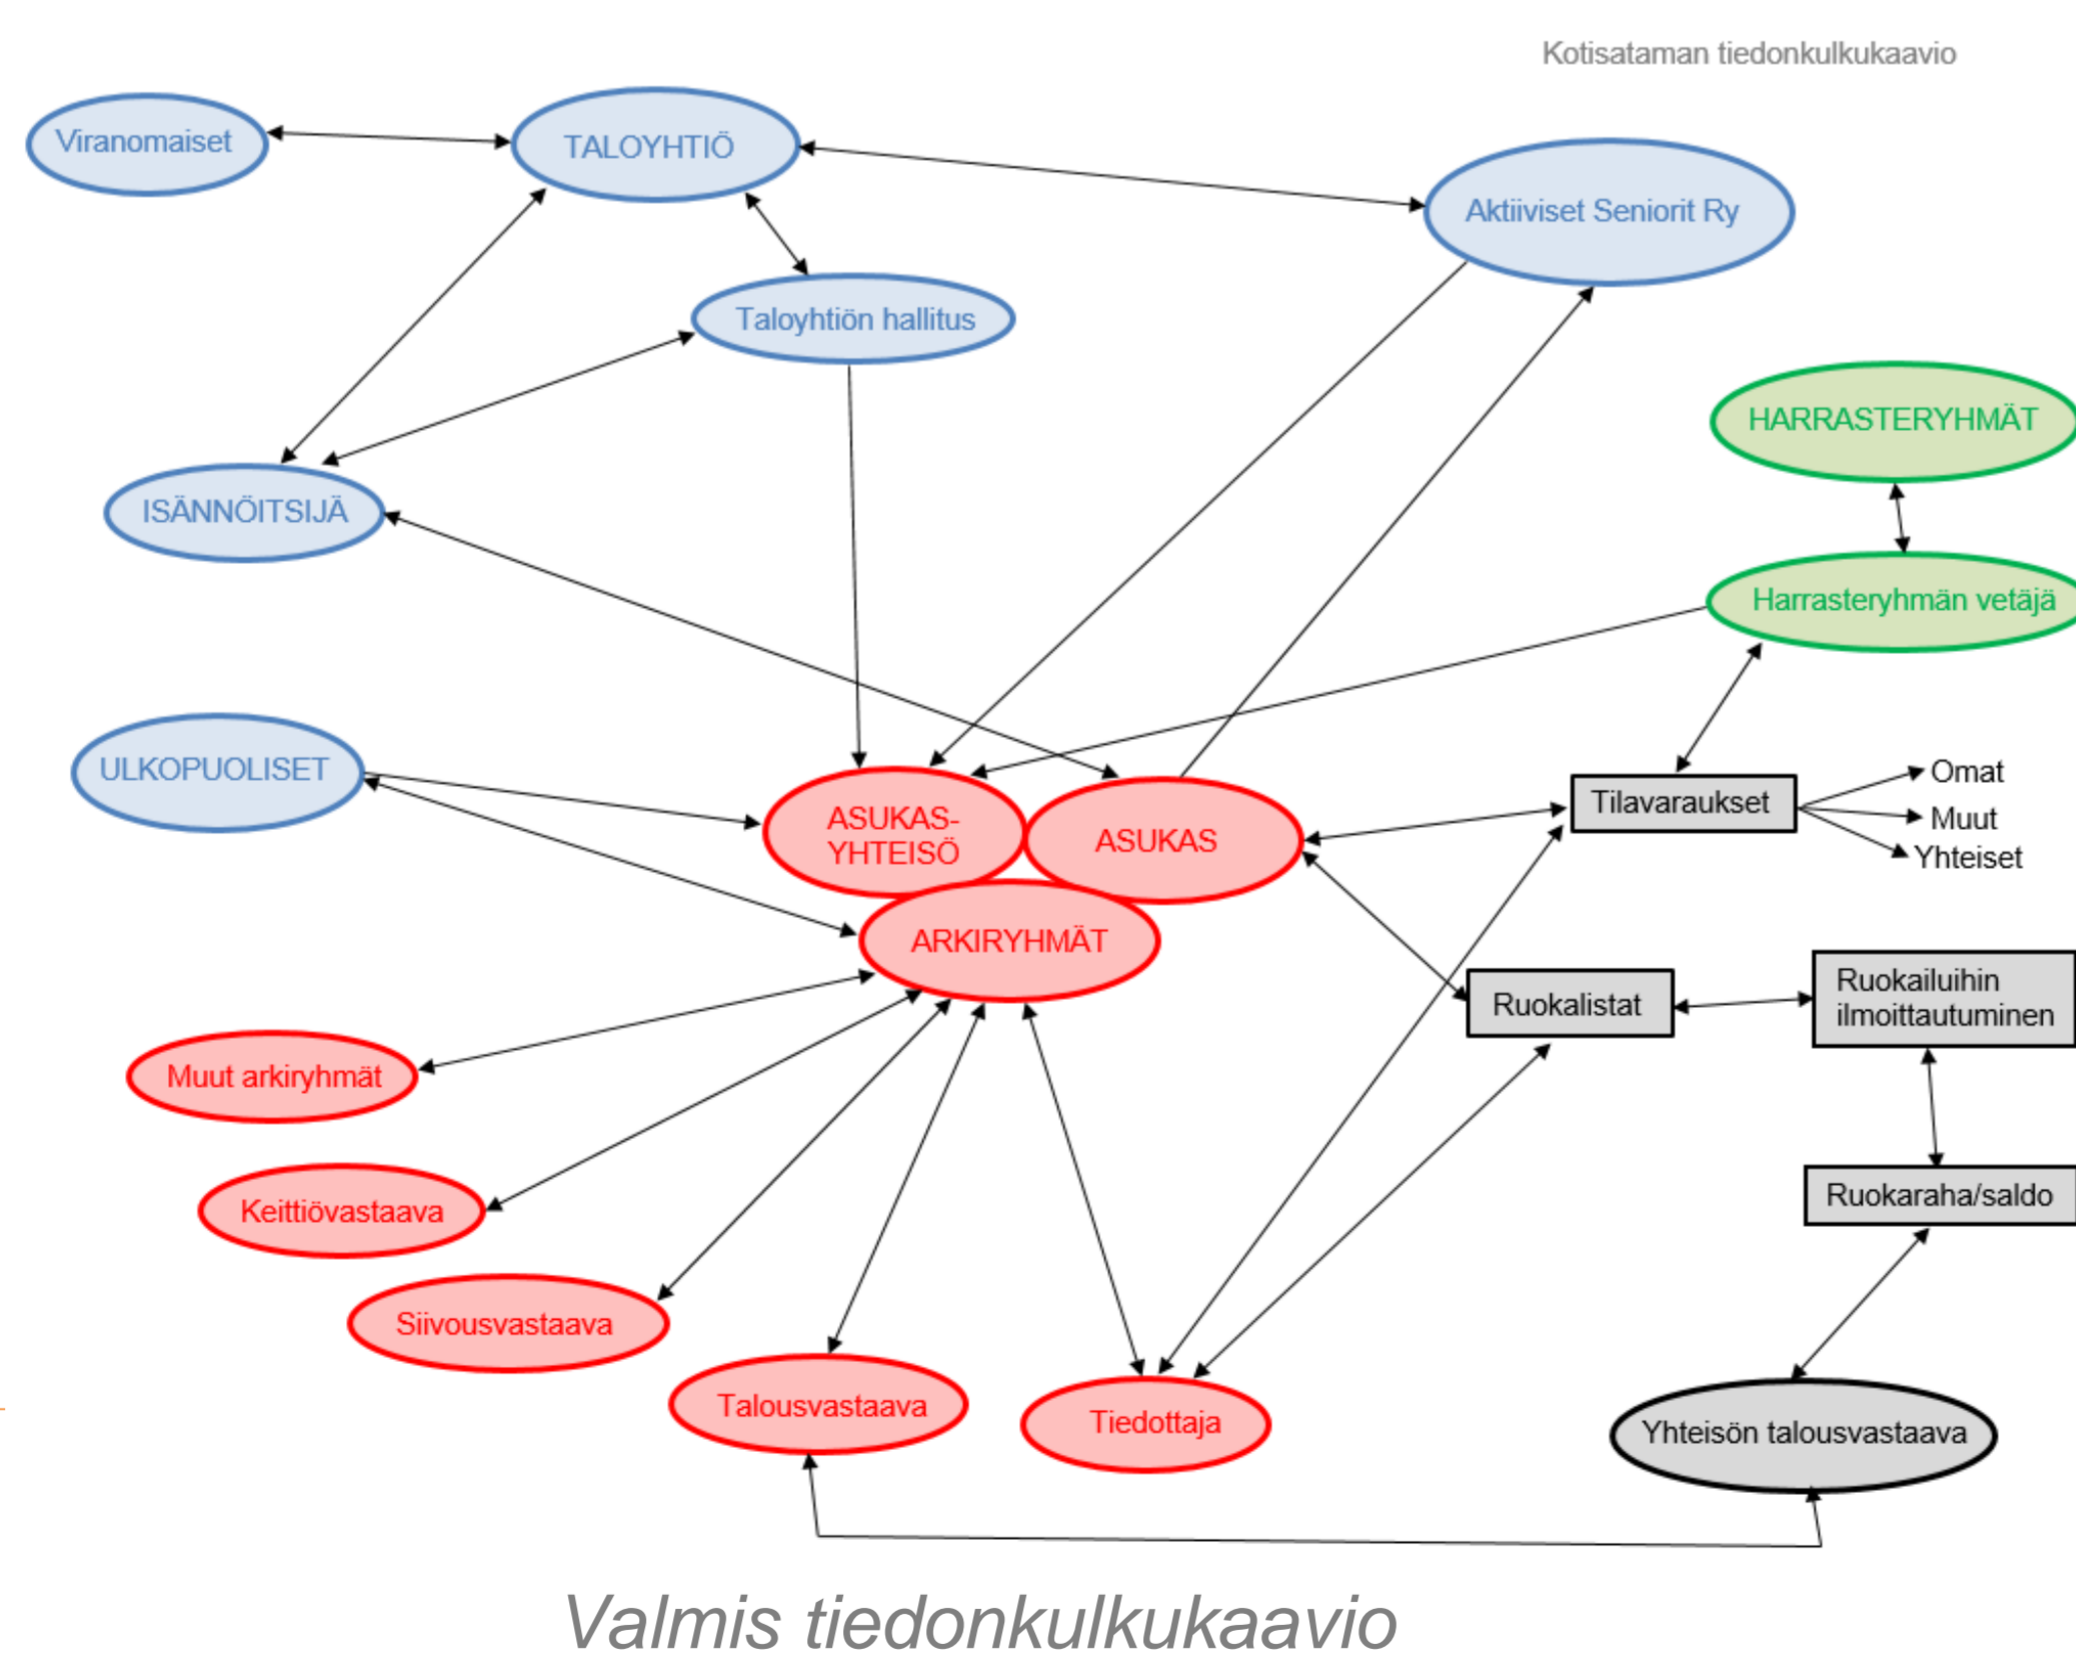 Kotisataman tiedonkulkukaavio
Viranomaiset
TALOYHTIÖ
Aktiiviset Seniorit Ry
Taloyhtiön hallitus
HARRASTERYHMÄT
ISÄNNÖITSIJÄ
Harrasteryhmän vetäjä
ULKOPUOLISET
ASUKAS-
YHTEISÖ
ASUKAS
Tilavaraukset
Omat
Muut
Yhteiset
ARKIRYHMÄT
Ruokalistat
Ruokailuihin
ilmoittautuminen
Muut arkiryhmät
Keittiövastaava
Ruokaraha/saldo
Siivousvastaava
Talousvastaava
Tiedottaja
Yhteisön talousvastaava
Valmis tiedonkulkukaavio